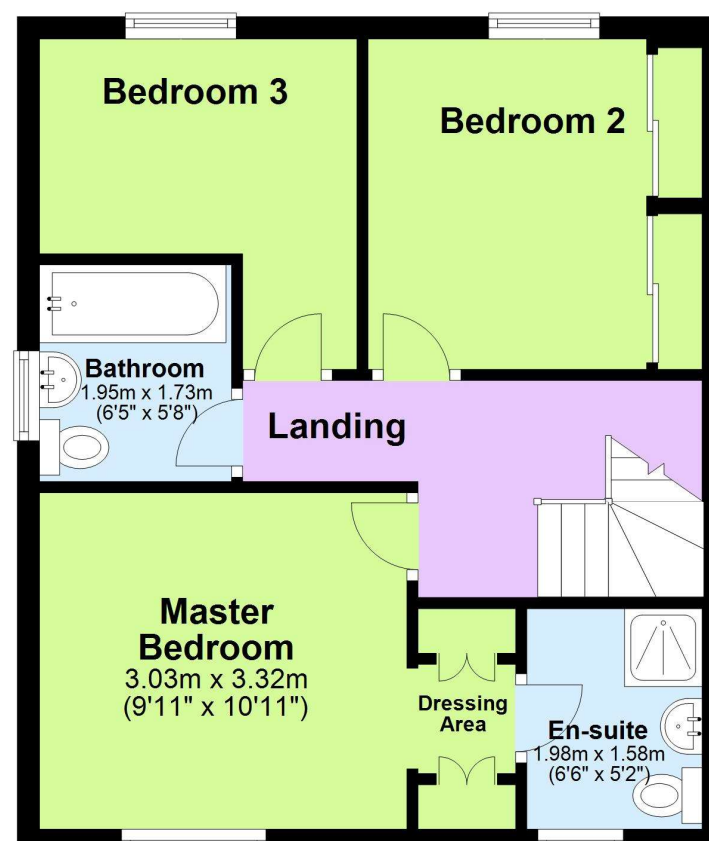 Bedroom 3
Bedroom 2
Bathroom
1.95m x 1.73m
(6'5" x 5'8")
Landing
Master
Bedroom
3.03m x 3.32m
(9'11" x 10'11")
Dressing
Area
En-suite
1.98m x 1.58m
(6'6" x 5'2")